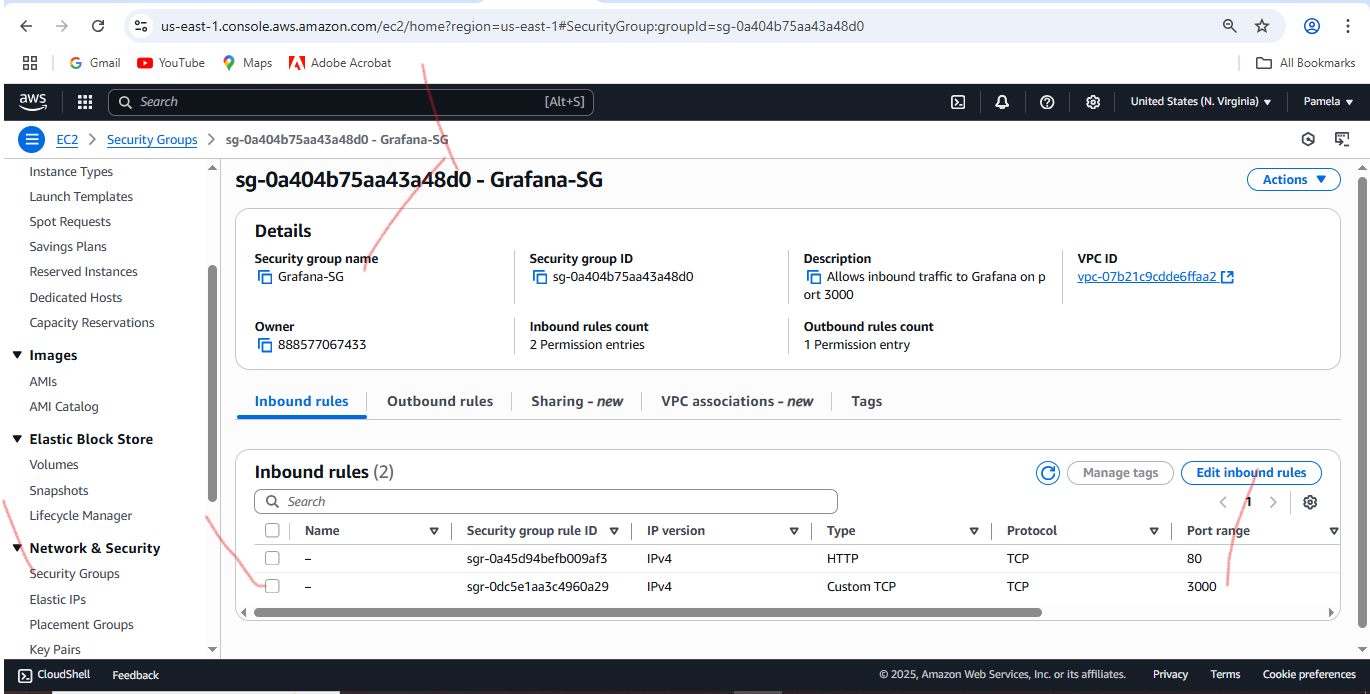 us-east-1.console.aws.amazon.com/ec2/home?region=us-east-1#SecurityGroup:groupId=sg-0a404b75aa43a48d0
Gmail YouTube Maps Adobe Acrobat All Bookmarks
aws Search [Alt+S] United States (N. Virginia) Pamela
EC2 Security Groups sg-0a404b75aa43a48d0 - Grafana-SG
Instance Types
Launch Templates
Spot Requests
Savings Plans
Reserved Instances
Dedicated Hosts
Capacity Reservations
Images
AMIs
AMI Catalog
Elastic Block Store
Volumes
Snapshots
Lifecycle Manager
Network & Security
Security Groups
Elastic IPs
Placement Groups
Key Pairs
sg-0a404b75aa43a48d0 - Grafana-SG
Actions
Details
Security group name
Grafana-SG
Security group ID
sg-0a404b75aa43a48d0
Description
Allows inbound traffic to Grafana on p
ort 3000
VPC ID
vpc-07b21c9cdde6ffaa2
Owner
888577067433
Inbound rules count
2 Permission entries
Outbound rules count
1 Permission entry
Inbound rules Outbound rules Sharing - new VPC associations - new Tags
Inbound rules (2)
Manage tags Edit inbound rules
Search
1
Name Security group rule ID IP version Type Protocol Port range
– sgr-0a45d94befb009af3 IPv4 HTTP TCP 80
– sgr-0dc5e1aa3c4960a29 IPv4 Custom TCP TCP 3000
CloudShell Feedback © 2025, Amazon Web Services, Inc. or its affiliates. Privacy Terms Cookie preferences